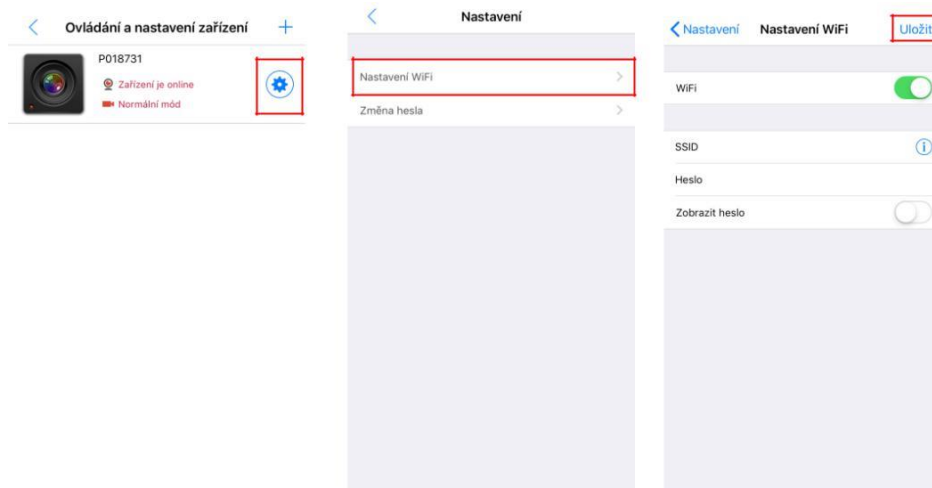 Ovládání a nastavení zařízení
P018731
Zařízení je online
Normální mód
Nastavení
Nastavení WiFi
Změna hesla
Nastavení
Nastavení WiFi
Uložit
WiFi
SSID
Heslo
Zobrazit heslo